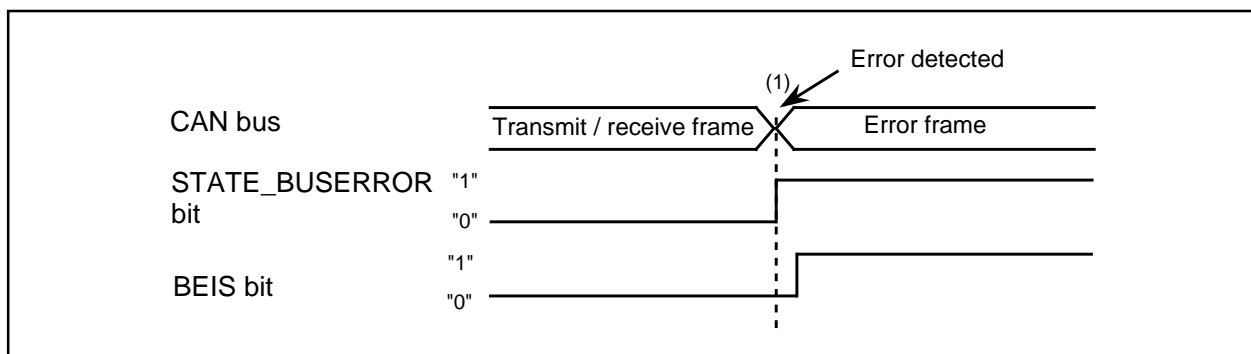 Error detected
(1)
CAN bus
Transmit / receive frame
Error frame
STATE_BUSERROR
bit
"1"
"0"
BEIS bit
"1"
"0"